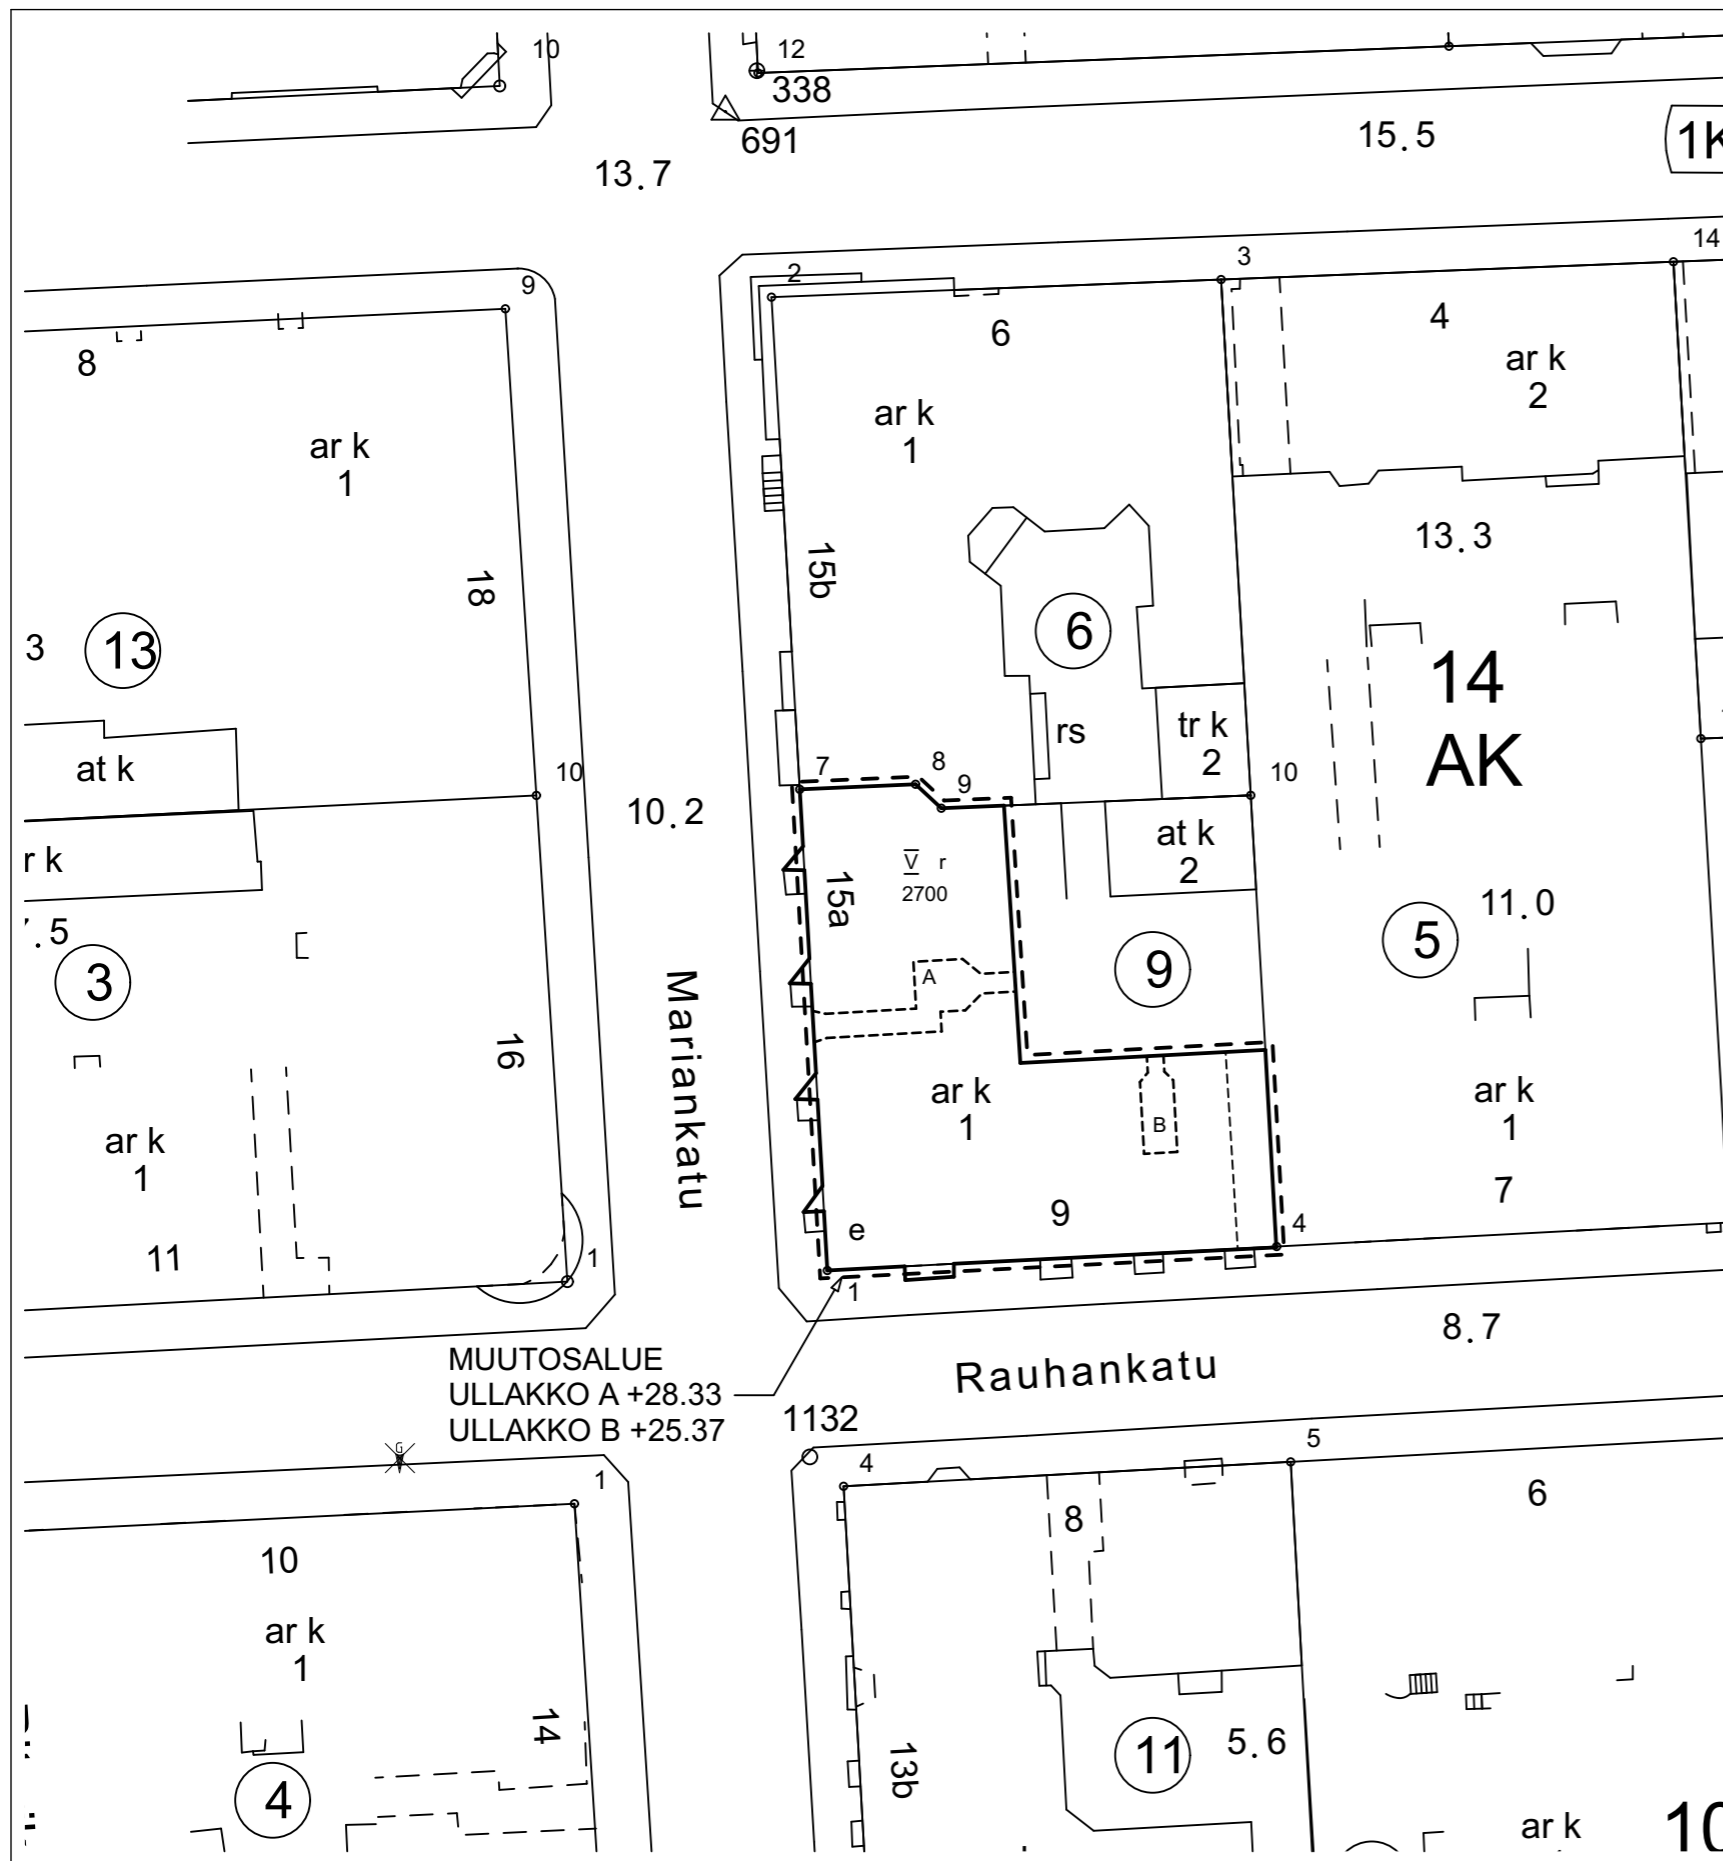 10
12
338
691
13.7
15.5
1K
9
2
3
14
8
6
4
ar k
2
ar k
1
ar k
1
13.3
15b
18
6
3
13
14
AK
rs
tr k
2
at k
10
7
8
9
10
10.2
at k
2
r k
V r
2700
15a
11.0
.5
5
9
3
A
Mariankatu
16
ar k
1
ar k
1
B
ar k
1
7
9
4
e
11
1
1
8.7
MUUTOSALUE
ULLAKKO A +28.33
ULLAKKO B +25.37
Rauhankatu
1132
G
5
4
1
6
8
10
ar k
1
14
13b
11
5.6
4
ar k
10